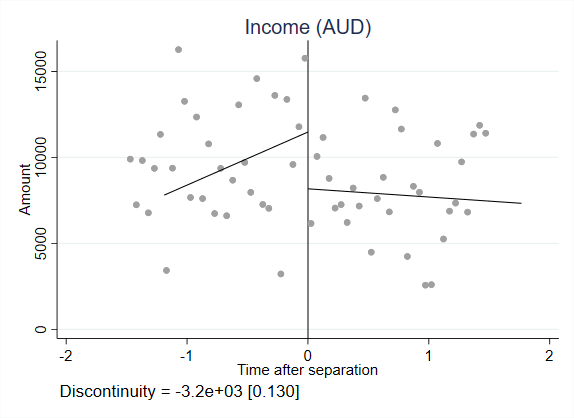 Income (AUD)
15000
10000
5000
0
Amount
-2 -1 0 1 2
Time after separation
Discontinuity = -3.2e+03 [0.130]